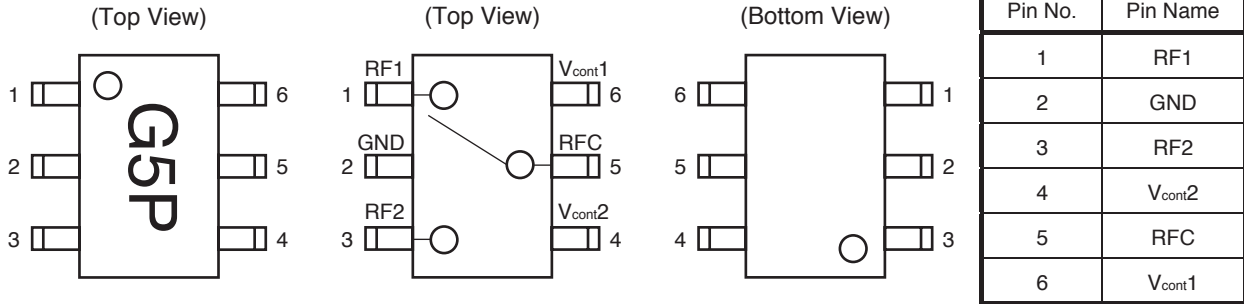 (Top View)
1
2
3
G5P
6
5
4
(Top View)
RF1
1
GND
2
RF2
3
Vcont1
6
RFC
5
Vcont2
4
(Bottom View)
6
5
4
1
2
3
Pin No. Pin Name
1 RF1
2 GND
3 RF2
4 Vcont2
5 RFC
6 Vcont1